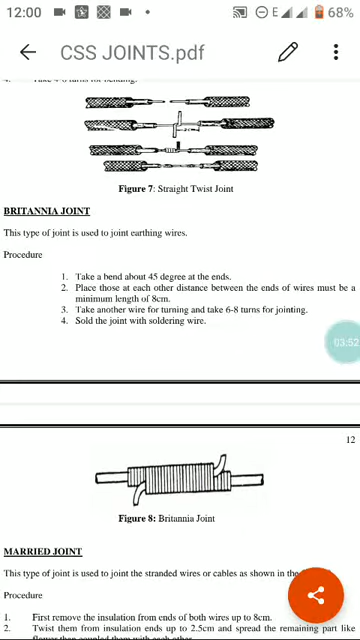 12:00
E
68%
CSS JOINTS.pdf
Figure 7: Straight Twist Joint
BRITANNIA JOINT
This type of joint is used to joint earthing wires.
Procedure
1. Take a bend about 45 degree at the ends.
2. Place those at each other distance between the ends of wires must be a
minimum length of 8cm.
3. Take another wire for turning and take 6-8 turns for jointing.
4. Sold the joint with soldering wire.
03:52
12
Figure 8: Britannia Joint
MARRIED JOINT
This type of joint is used to joint the stranded wires or cables as shown in the
Procedure
1. First remove the insulation from ends of both wires up to 8cm.
2. Twist them from insulation ends up to 2.5cm and spread the remaining part like